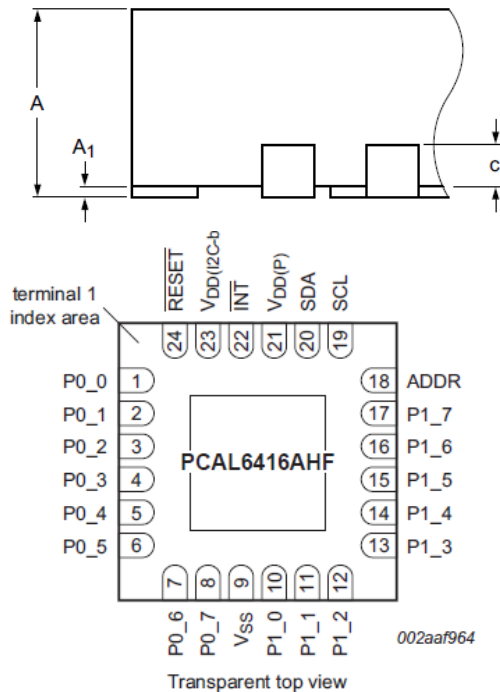 A
A1
c
RESET
VDD(I2C-b
INT
VDD(P)
SDA
SCL
terminal 1
index area
24 23 22 21 20 19
P0_0 1 18 ADDR
P0_1 2 17 P1_7
P0_2 3 16 P1_6
P0_3 4 15 P1_5
P0_4 5 14 P1_4
P0_5 6 13 P1_3
PCAL6416AHF
7 8 9 10 11 12
P0_6
P0_7
VSS
P1_0
P1_1
P1_2
002aaf964
Transparent top view